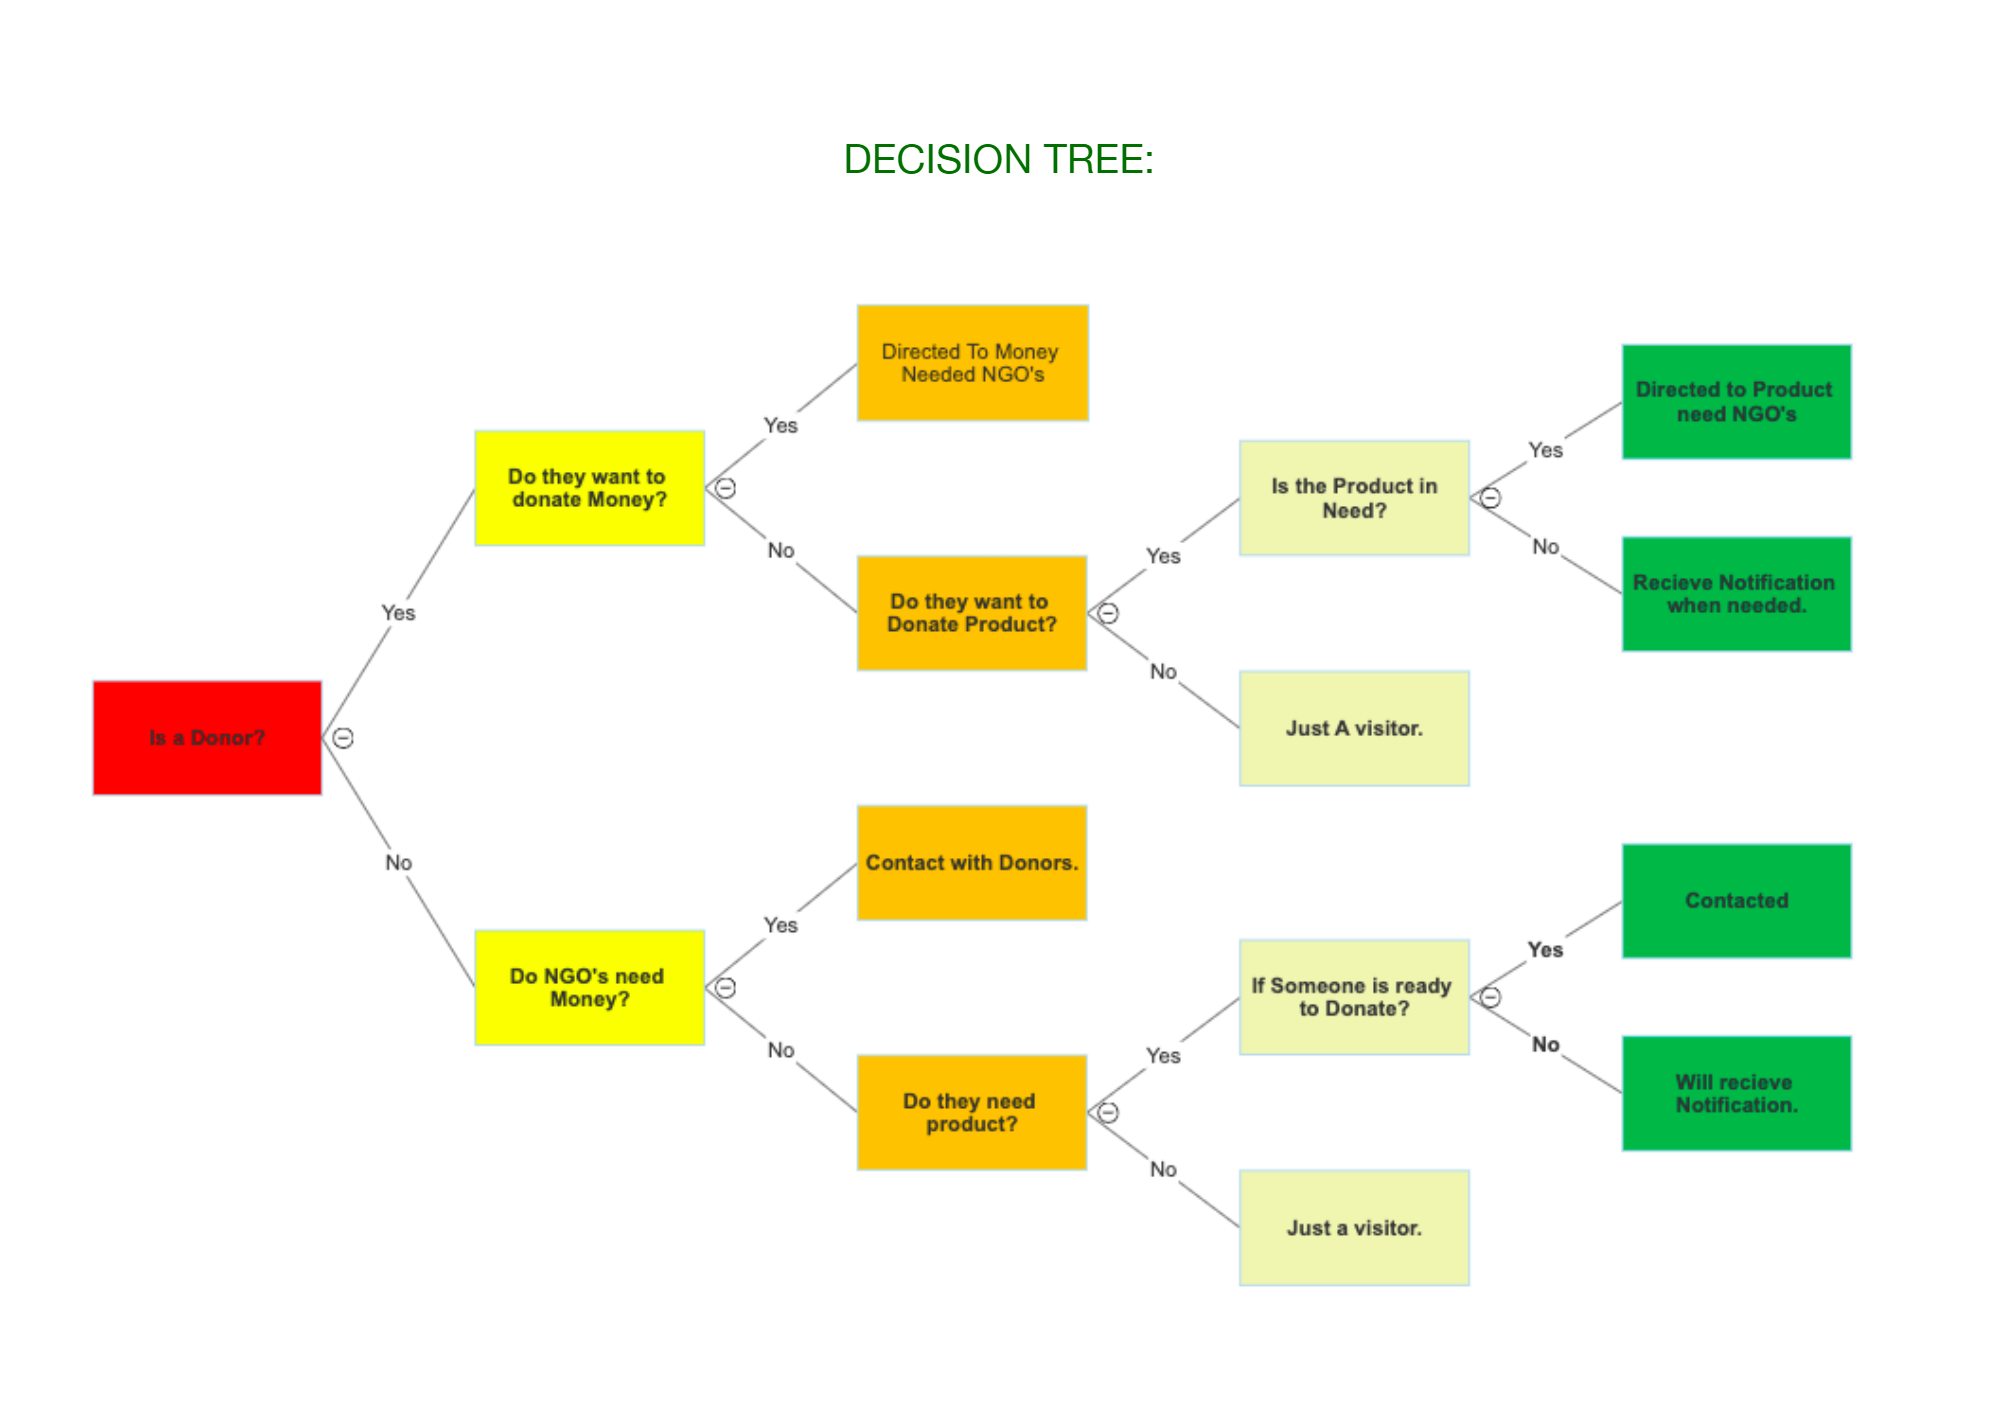 DECISION TREE:
Directed To Money
Needed NGO's
Directed to Product
need NGO's
Yes
Yes
Do they want to
donate Money?
Is the Product in
Need?
No
No
Yes
Recieve Notification
when needed.
Do they want to
Donate Product?
Yes
No
Just A visitor.
Is a Donor?
Contact with Donors.
No
Contacted
Yes
Yes
Do NGO's need
Money?
If Someone is ready
to Donate?
No
No
Yes
Will recieve
Notification.
Do they need
product?
No
Just a visitor.